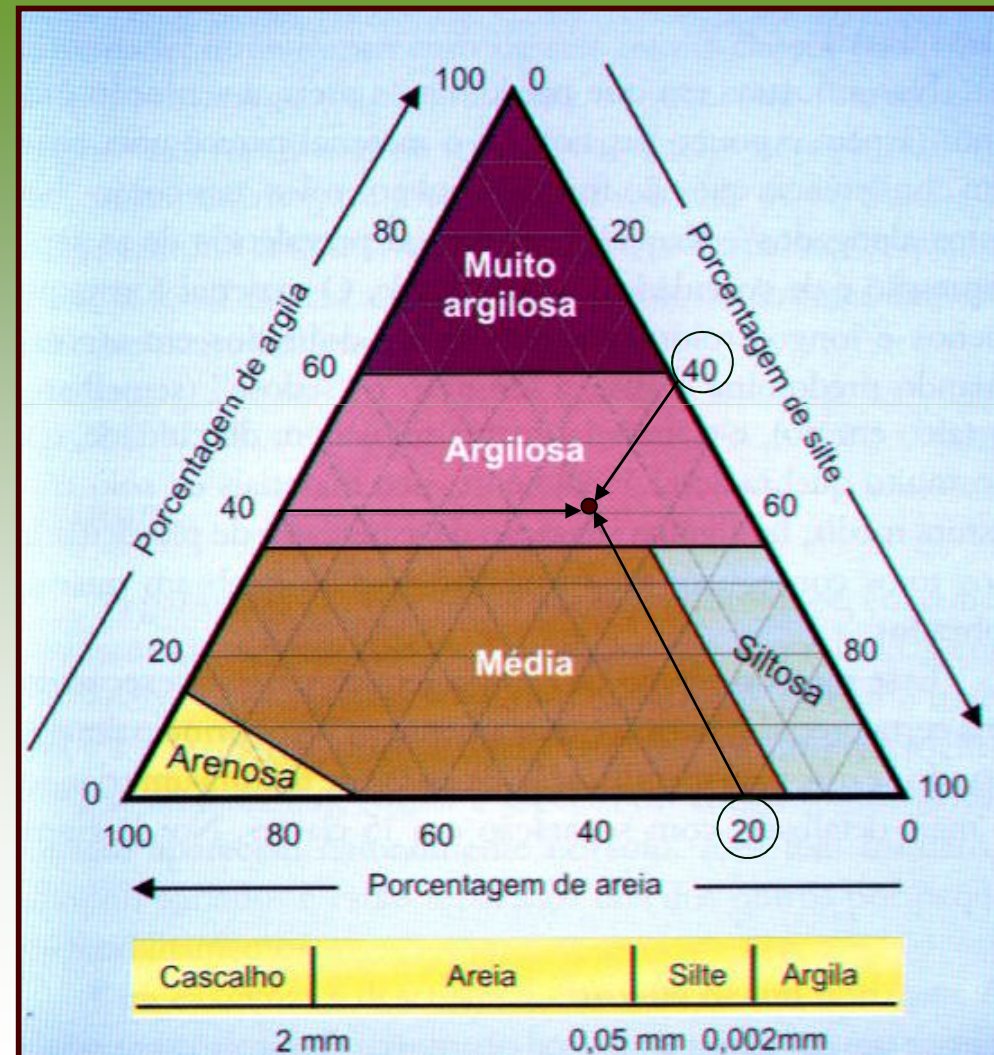 100 0
80
20
Muito
argilosa
60
40
Argilosa
40
60
20
Média
80
Siltosa
Arenosa
0
100
100 80 60 40 20 0
Porcentagem de argila
Porcentagem de silte
Porcentagem de areia
Cascalho Areia Silte Argila
2 mm 0,05 mm 0,002mm